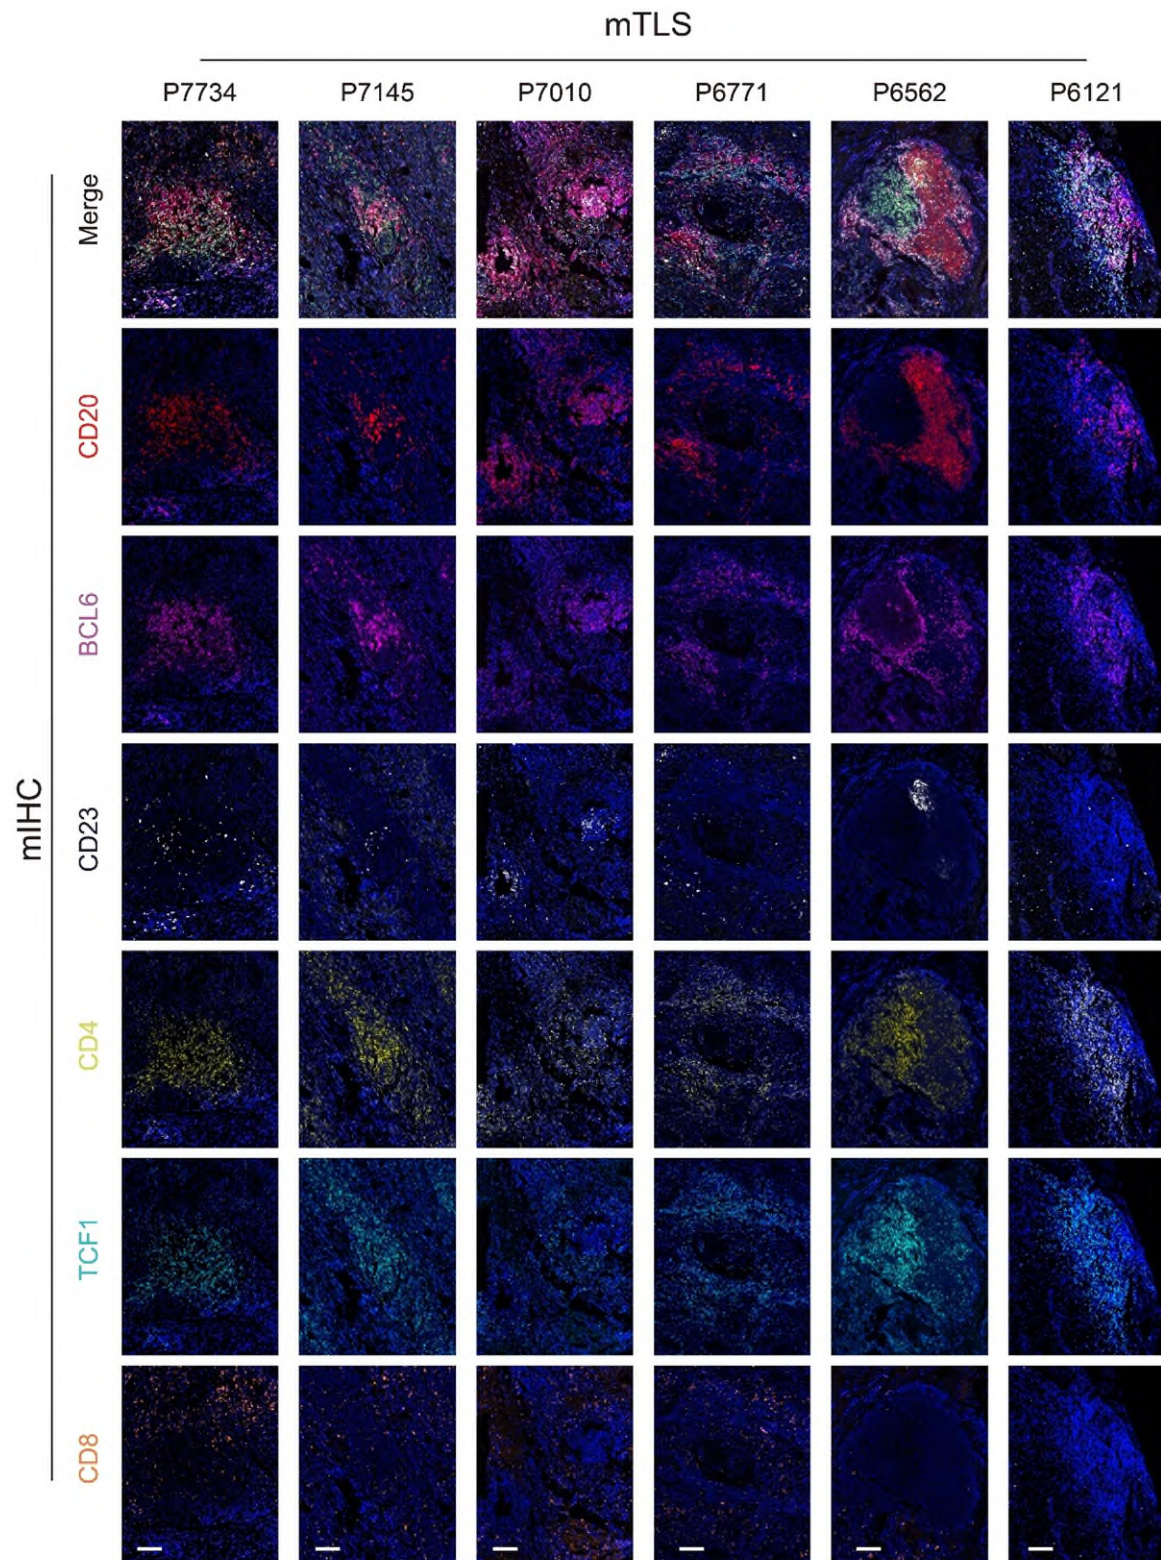 mTLS
P7734 P7145 P7010 P6771 P6562 P6121
mIHC
Merge
CD20
BCL6
CD23
CD4
TCF1
CD8